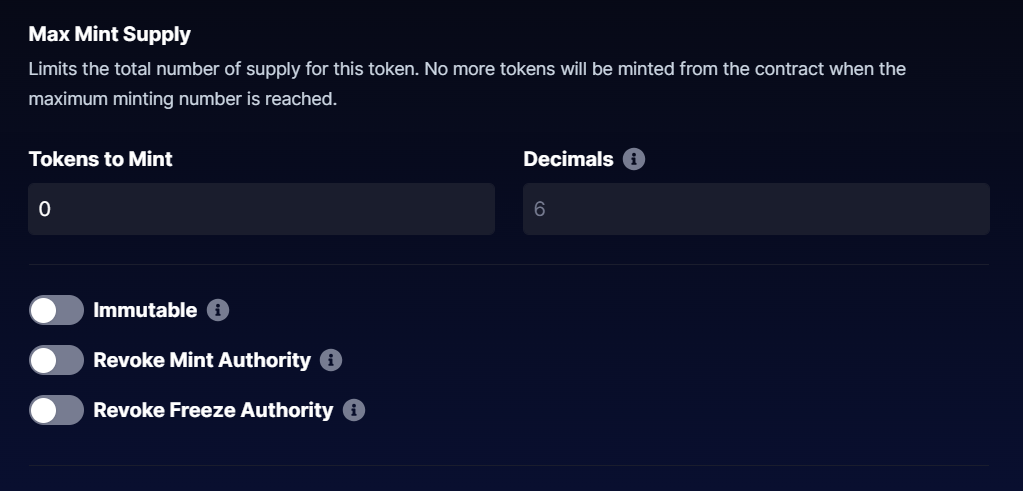 Max Mint Supply
Limits the total number of supply for this token. No more tokens will be minted from the contract when the
maximum minting number is reached.
Tokens to Mint
Decimals
0
6
Immutable
Revoke Mint Authority
Revoke Freeze Authority